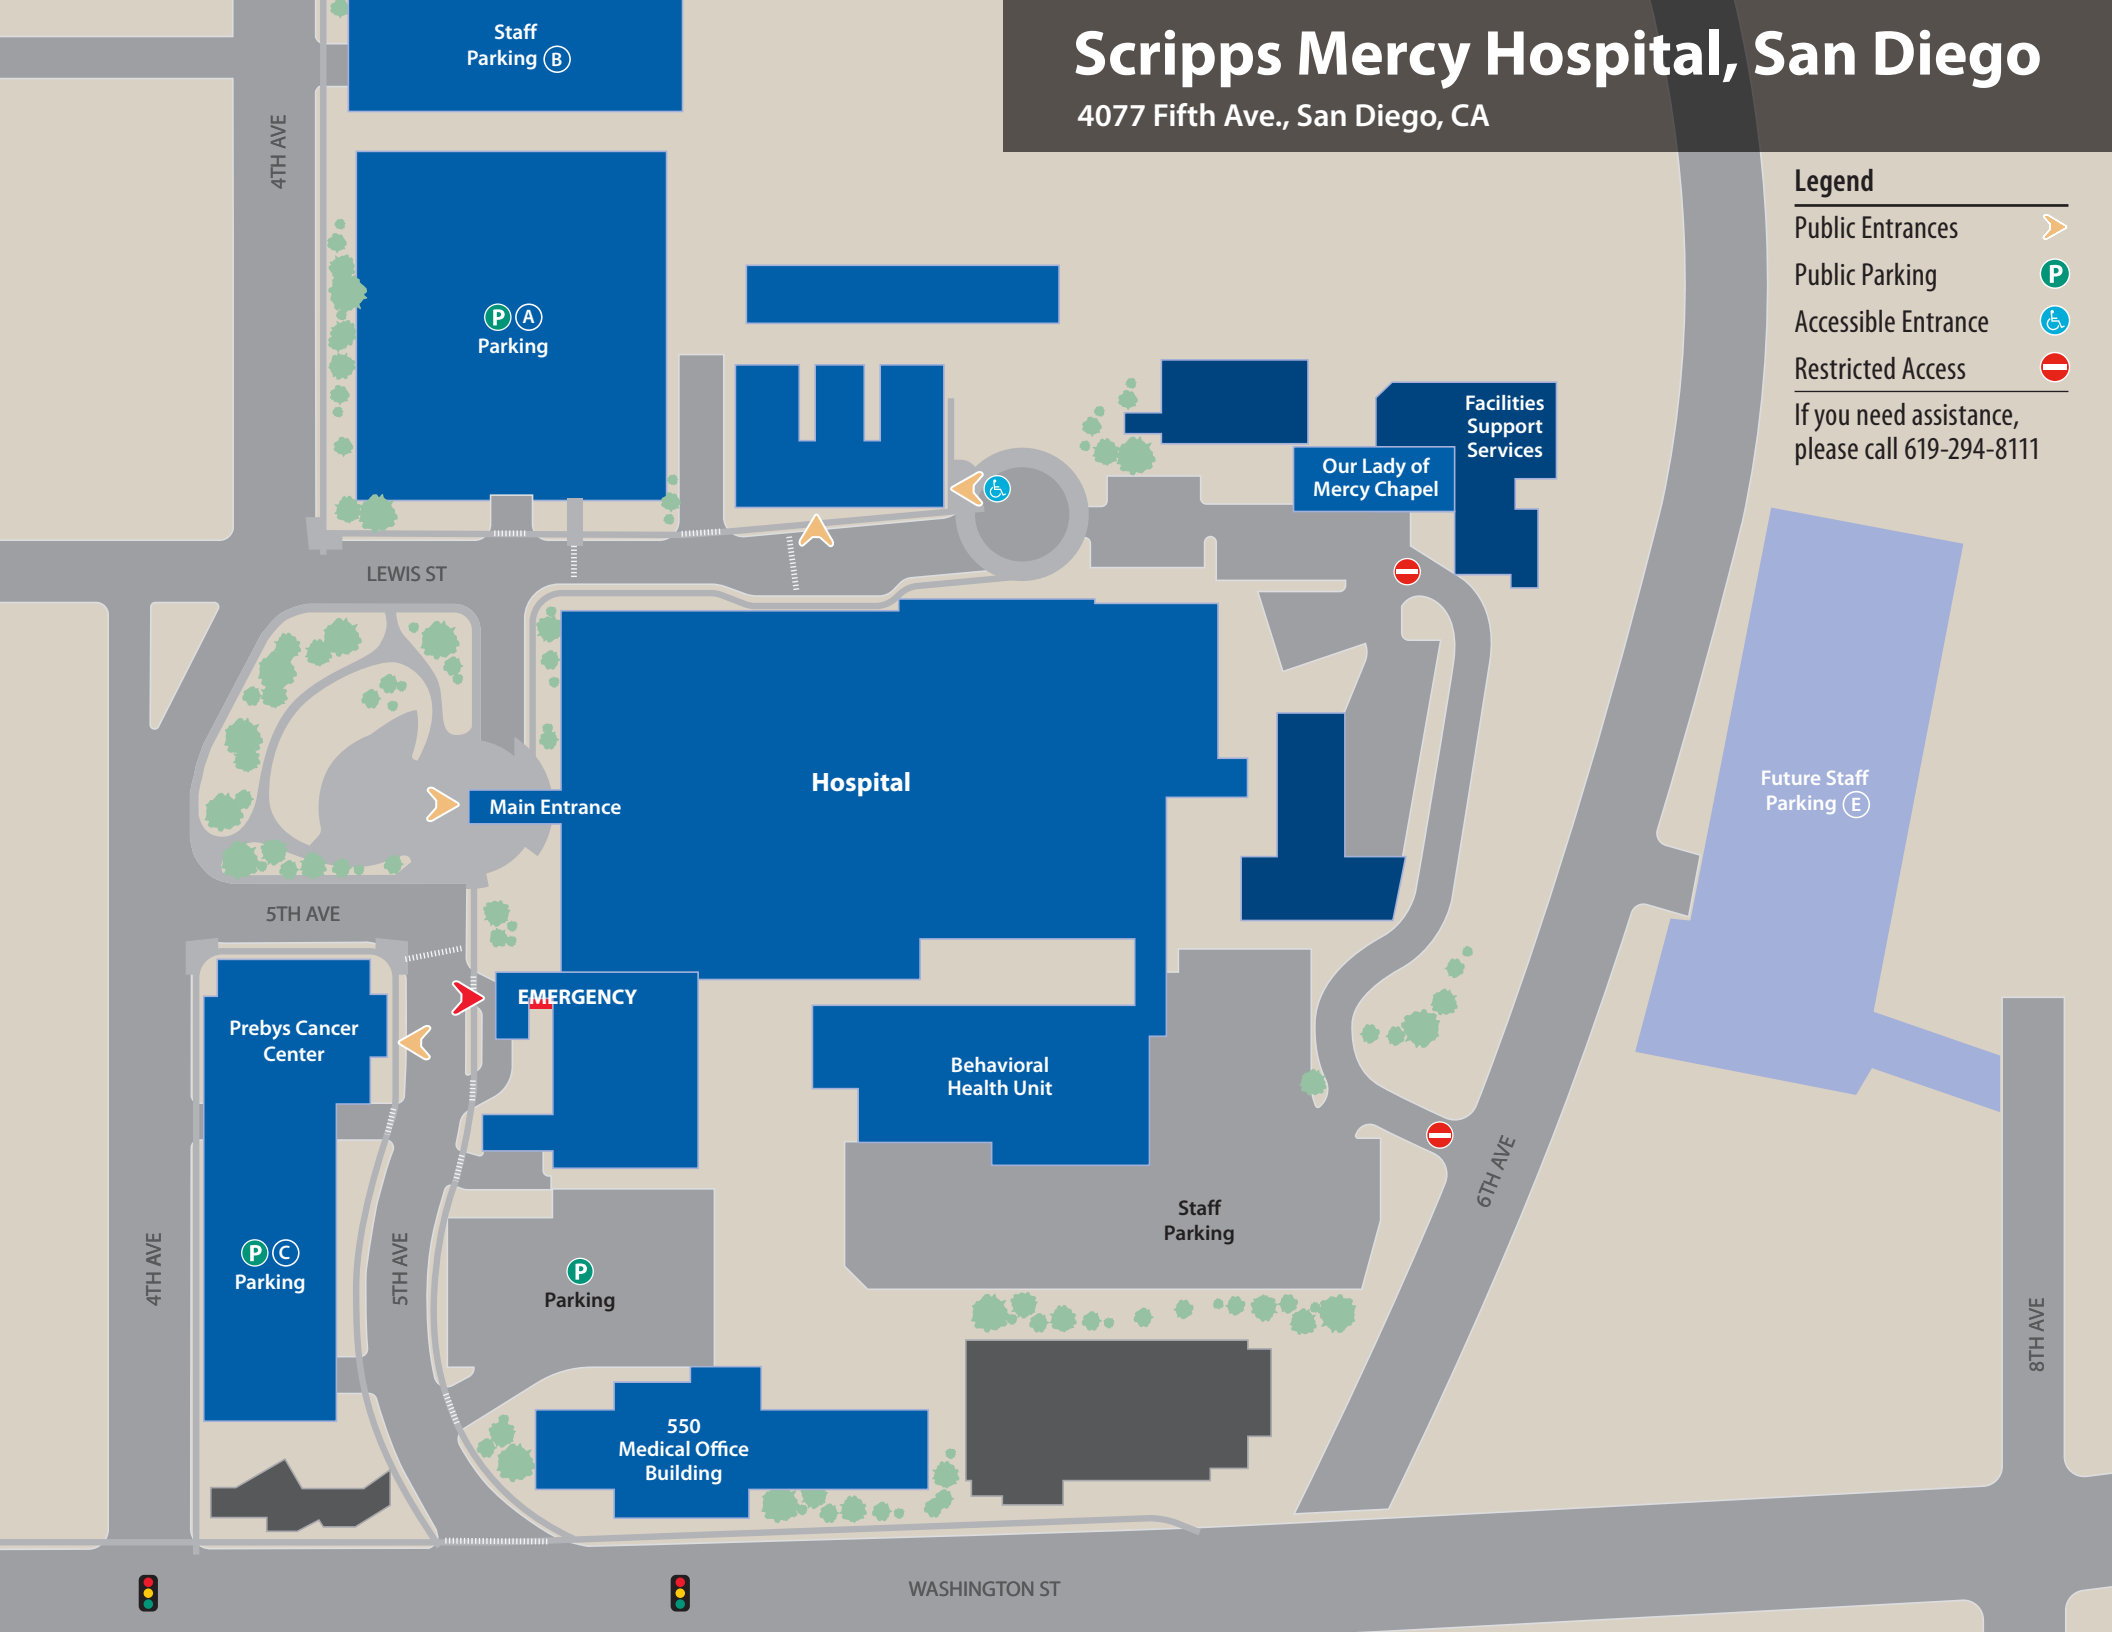 Scripps Mercy Hospital, San Diego
4077 Fifth Ave., San Diego, CA
Legend
Public Entrances
Public Parking
P
Accessible Entrance
Restricted Access
If you need assistance,
please call 619-294-8111
Staff
Parking B
4TH AVE
P A
Parking
Facilities
Support
Services
Our Lady of
Mercy Chapel
LEWIS ST
Hospital
Main Entrance
Future Staff
Parking E
5TH AVE
EMERGENCY
Prebys Cancer
Center
Behavioral
Health Unit
6TH AVE
Staff
Parking
4TH AVE
P C
Parking
5TH AVE
P
Parking
8TH AVE
550
Medical Office
Building
WASHINGTON ST